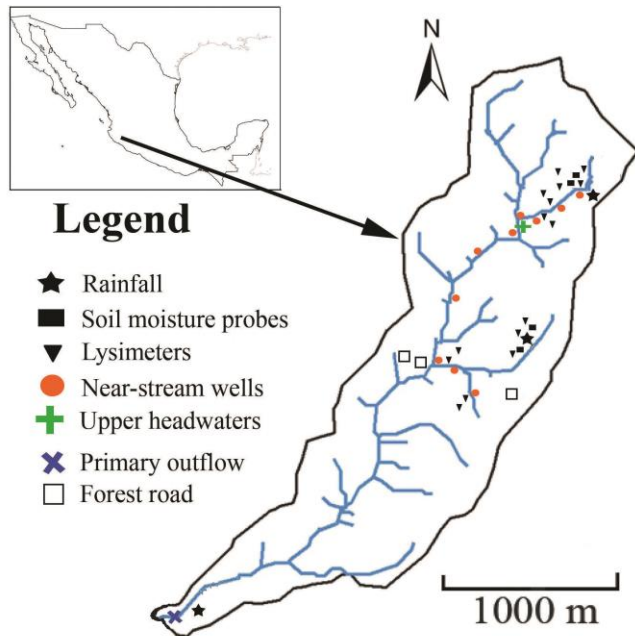 N
Legend
Rainfall
Soil moisture probes
Lysimeters
Near-stream wells
Upper headwaters
Primary outflow
Forest road
1000 m